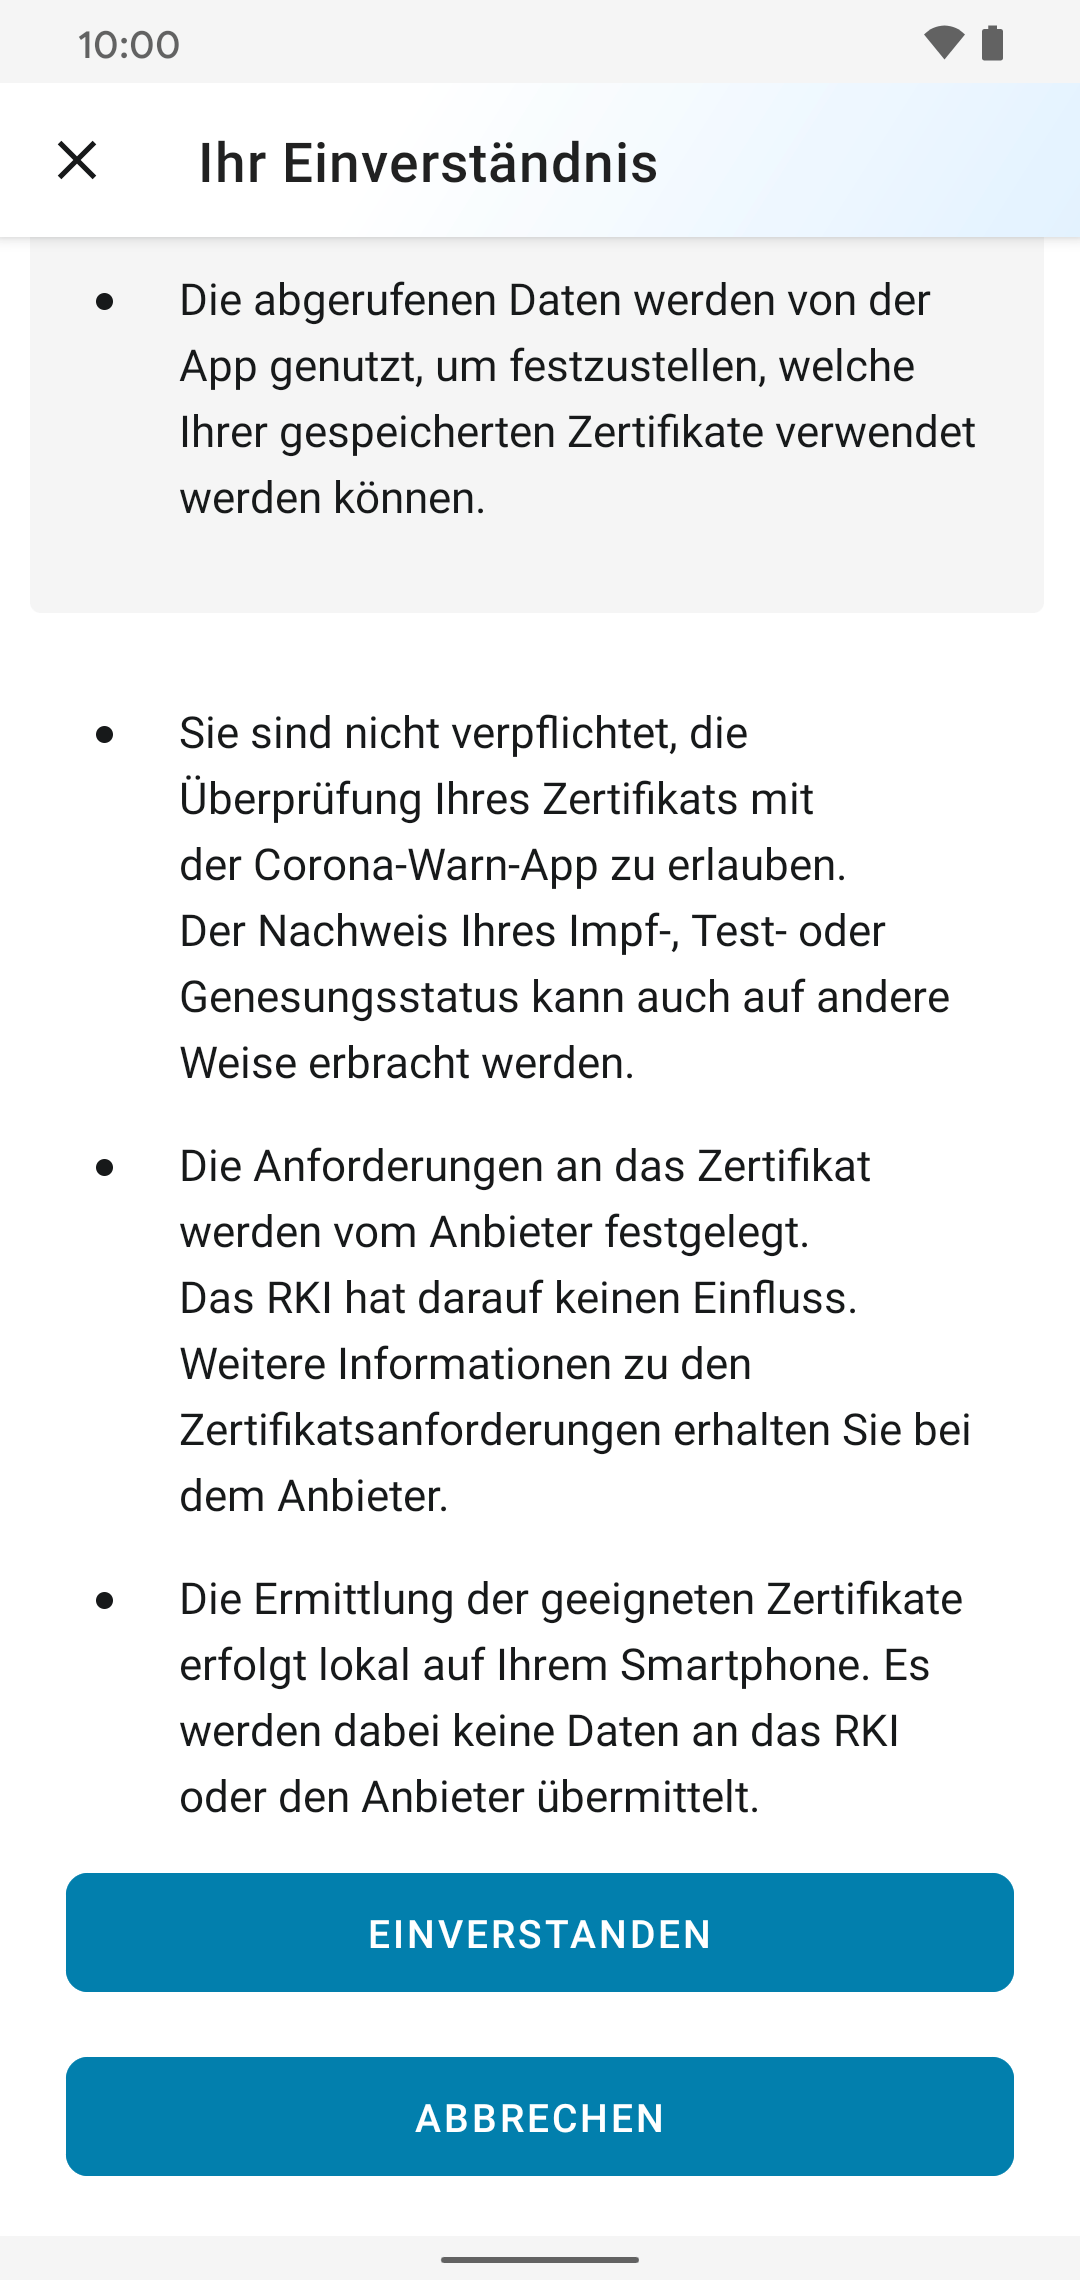 10:00
Ihr Einverständnis
• Die abgerufenen Daten werden von der
App genutzt, um festzustellen, welche
Ihrer gespeicherten Zertifikate verwendet
werden können.
• Sie sind nicht verpflichtet, die
Überprüfung Ihres Zertifikats mit
der Corona-Warn-App zu erlauben.
Der Nachweis Ihres Impf-, Test- oder
Genesungsstatus kann auch auf andere
Weise erbracht werden.
• Die Anforderungen an das Zertifikat
werden vom Anbieter festgelegt.
Das RKI hat darauf keinen Einfluss.
Weitere Informationen zu den
Zertifikatsanforderungen erhalten Sie bei
dem Anbieter.
• Die Ermittlung der geeigneten Zertifikate
erfolgt lokal auf Ihrem Smartphone. Es
werden dabei keine Daten an das RKI
oder den Anbieter übermittelt.
EINVERSTANDEN
ABBRECHEN